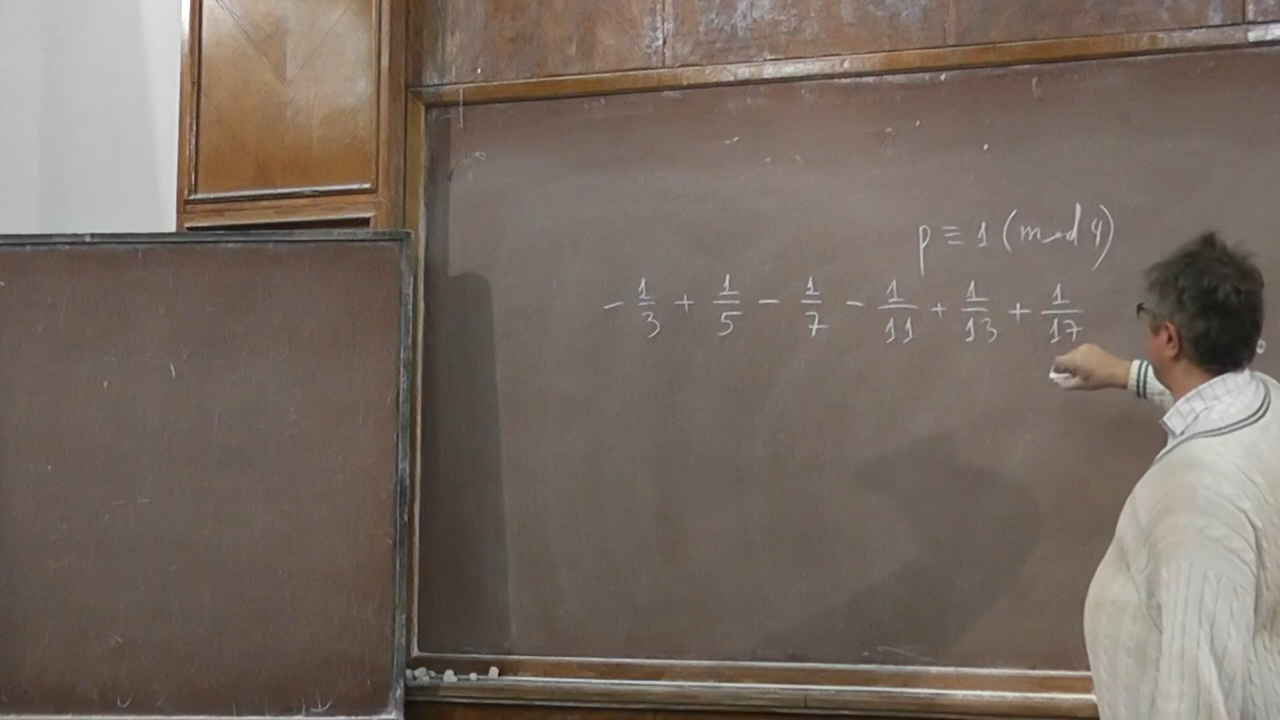 p ≡ 1 (mod 4)
- 1/3 + 1/5 - 1/7 - 1/11 + 1/13 + 1/17